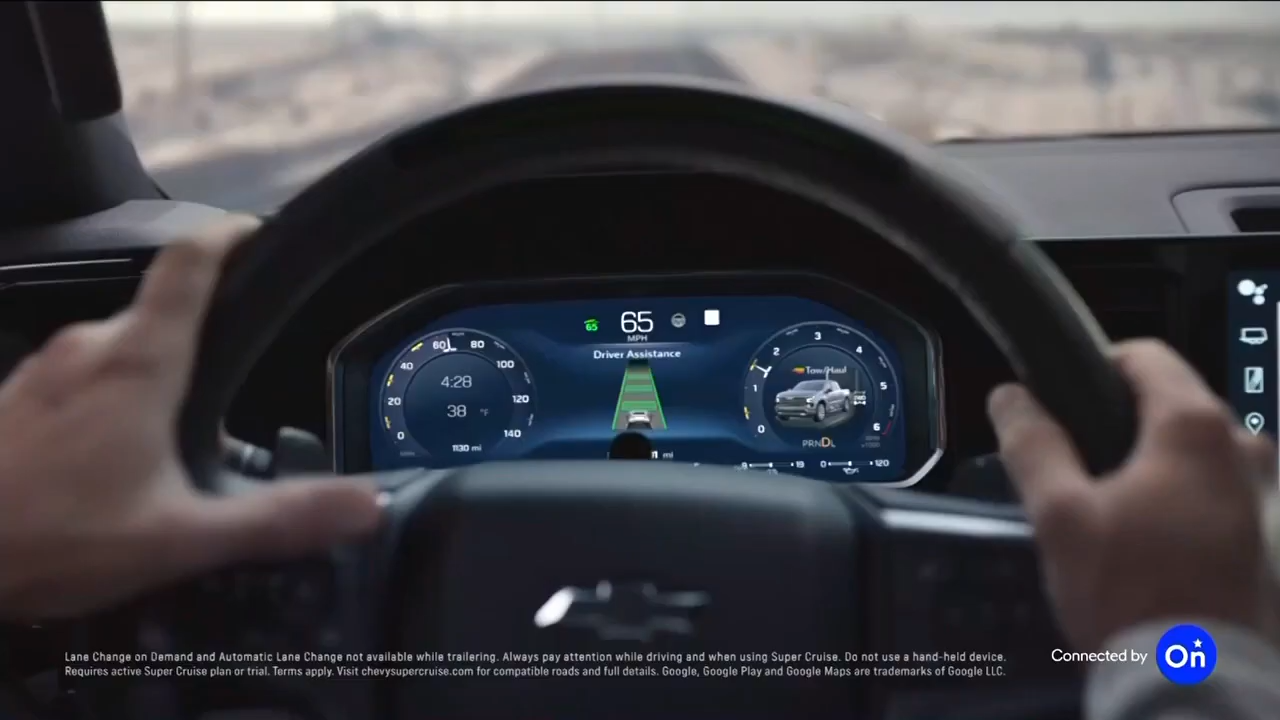 65 65
MPH
Driver Assistance
60 80
40 100
20 120
0 140
4:28
38 °F
1130 mi
3
2 4
1 5
0 6
Tow/Haul
PRNDL
mi
19 0 120
Lane Change on Demand and Automatic Lane Change not available while trailering. Always pay attention while driving and when using Super Cruise. Do not use a hand-held device.
Requires active Super Cruise plan or trial. Terms apply. Visit chevysupercruise.com for compatible roads and full details. Google, Google Play and Google Maps are trademarks of Google LLC.
Connected by On